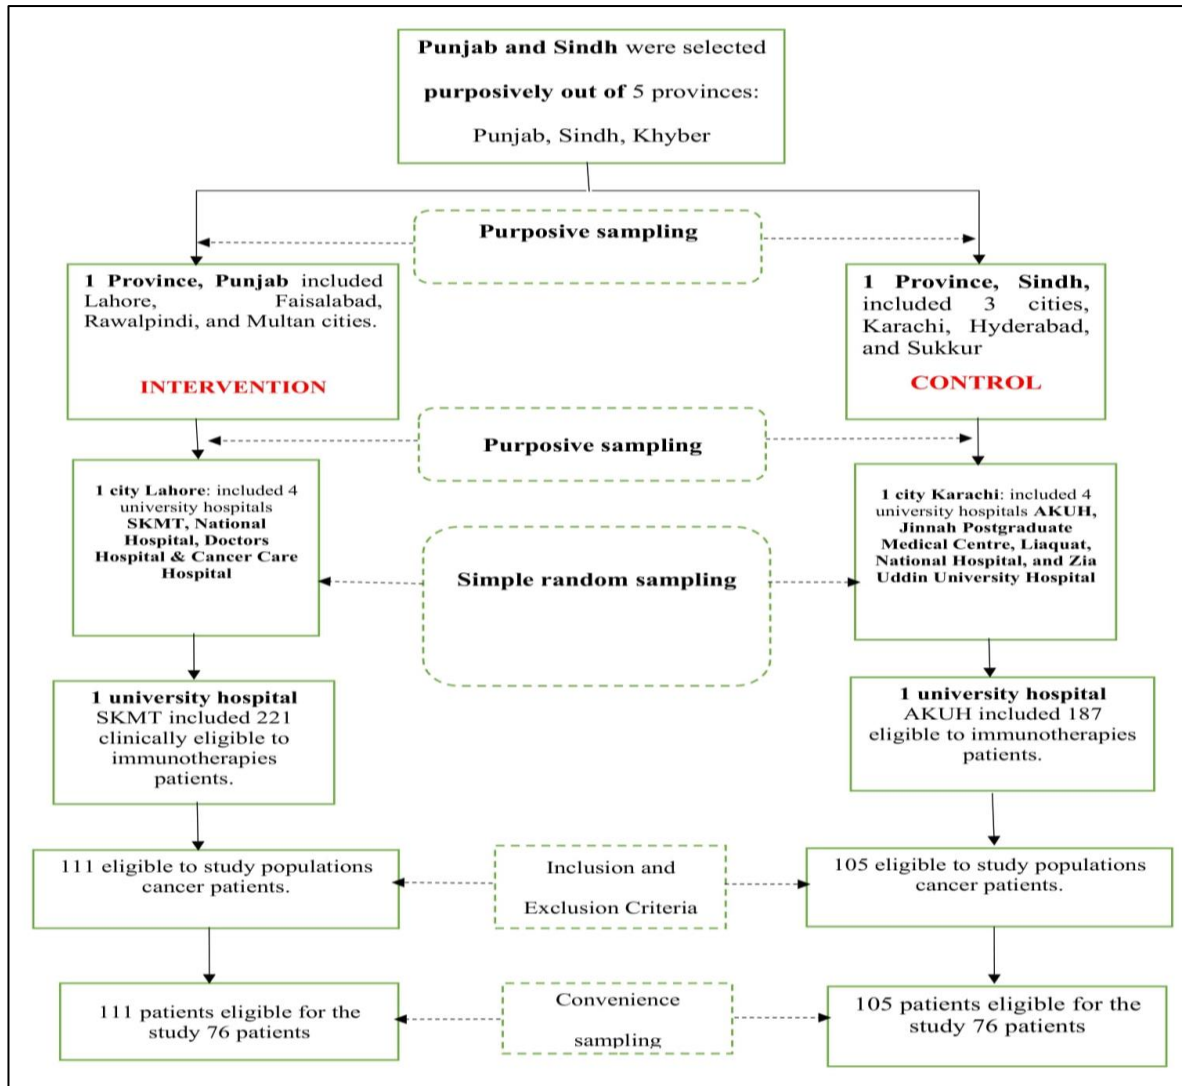 Punjab and Sindh were selected
purposively out of 5 provinces:
Punjab, Sindh, Khyber
Purposive sampling
1 Province, Punjab included
Lahore, Faisalabad,
Rawalpindi, and Multan cities.
INTERVENTION
1 Province, Sindh,
included 3 cities,
Karachi, Hyderabad,
and Sukkur
CONTROL
Purposive sampling
1 city Lahore: included 4
university hospitals
SKMT, National
Hospital, Doctors
Hospital & Cancer Care
Hospital
1 city Karachi: included 4
university hospitals AKUH,
Jinnah Postgraduate
Medical Centre, Liaquat,
National Hospital, and Zia
Uddin University Hospital
Simple random sampling
1 university hospital
SKMT included 221
clinically eligible to
immunotherapies
patients.
1 university hospital
AKUH included 187
eligible to immunotherapies
patients.
111 eligible to study populations
cancer patients.
Inclusion and
Exclusion Criteria
105 eligible to study populations
cancer patients.
111 patients eligible for the
study 76 patients
Convenience
sampling
105 patients eligible for the
study 76 patients